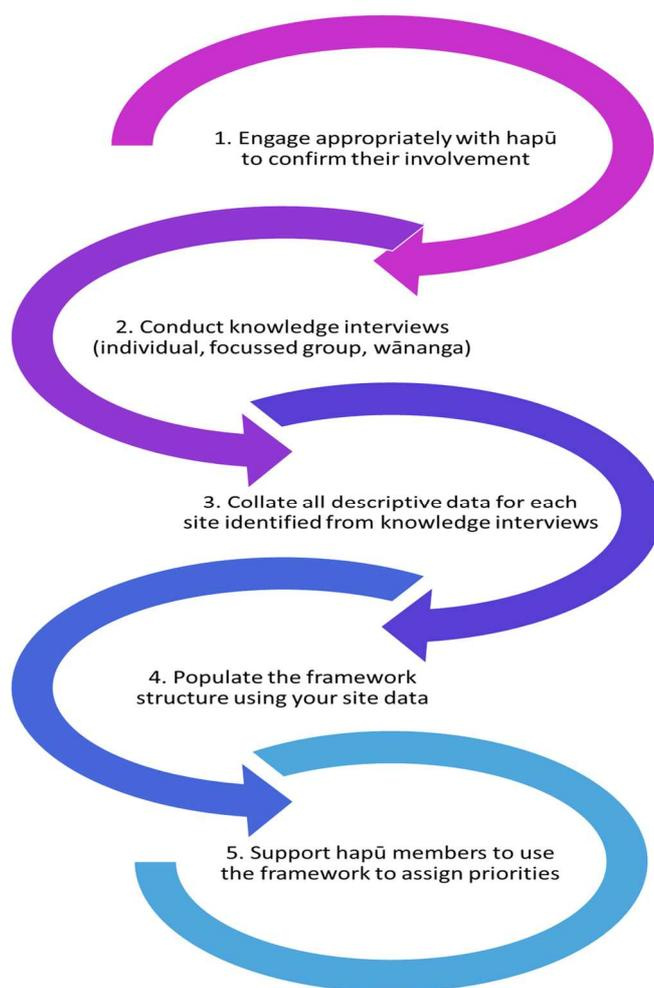 1. Engage appropriately with hapū
to confirm their involvement
2. Conduct knowledge interviews
(individual, focussed group, wānanga)
3. Collate all descriptive data for each
site identified from knowledge interviews
4. Populate the framework
structure using your site data
5. Support hapū members to use
the framework to assign priorities